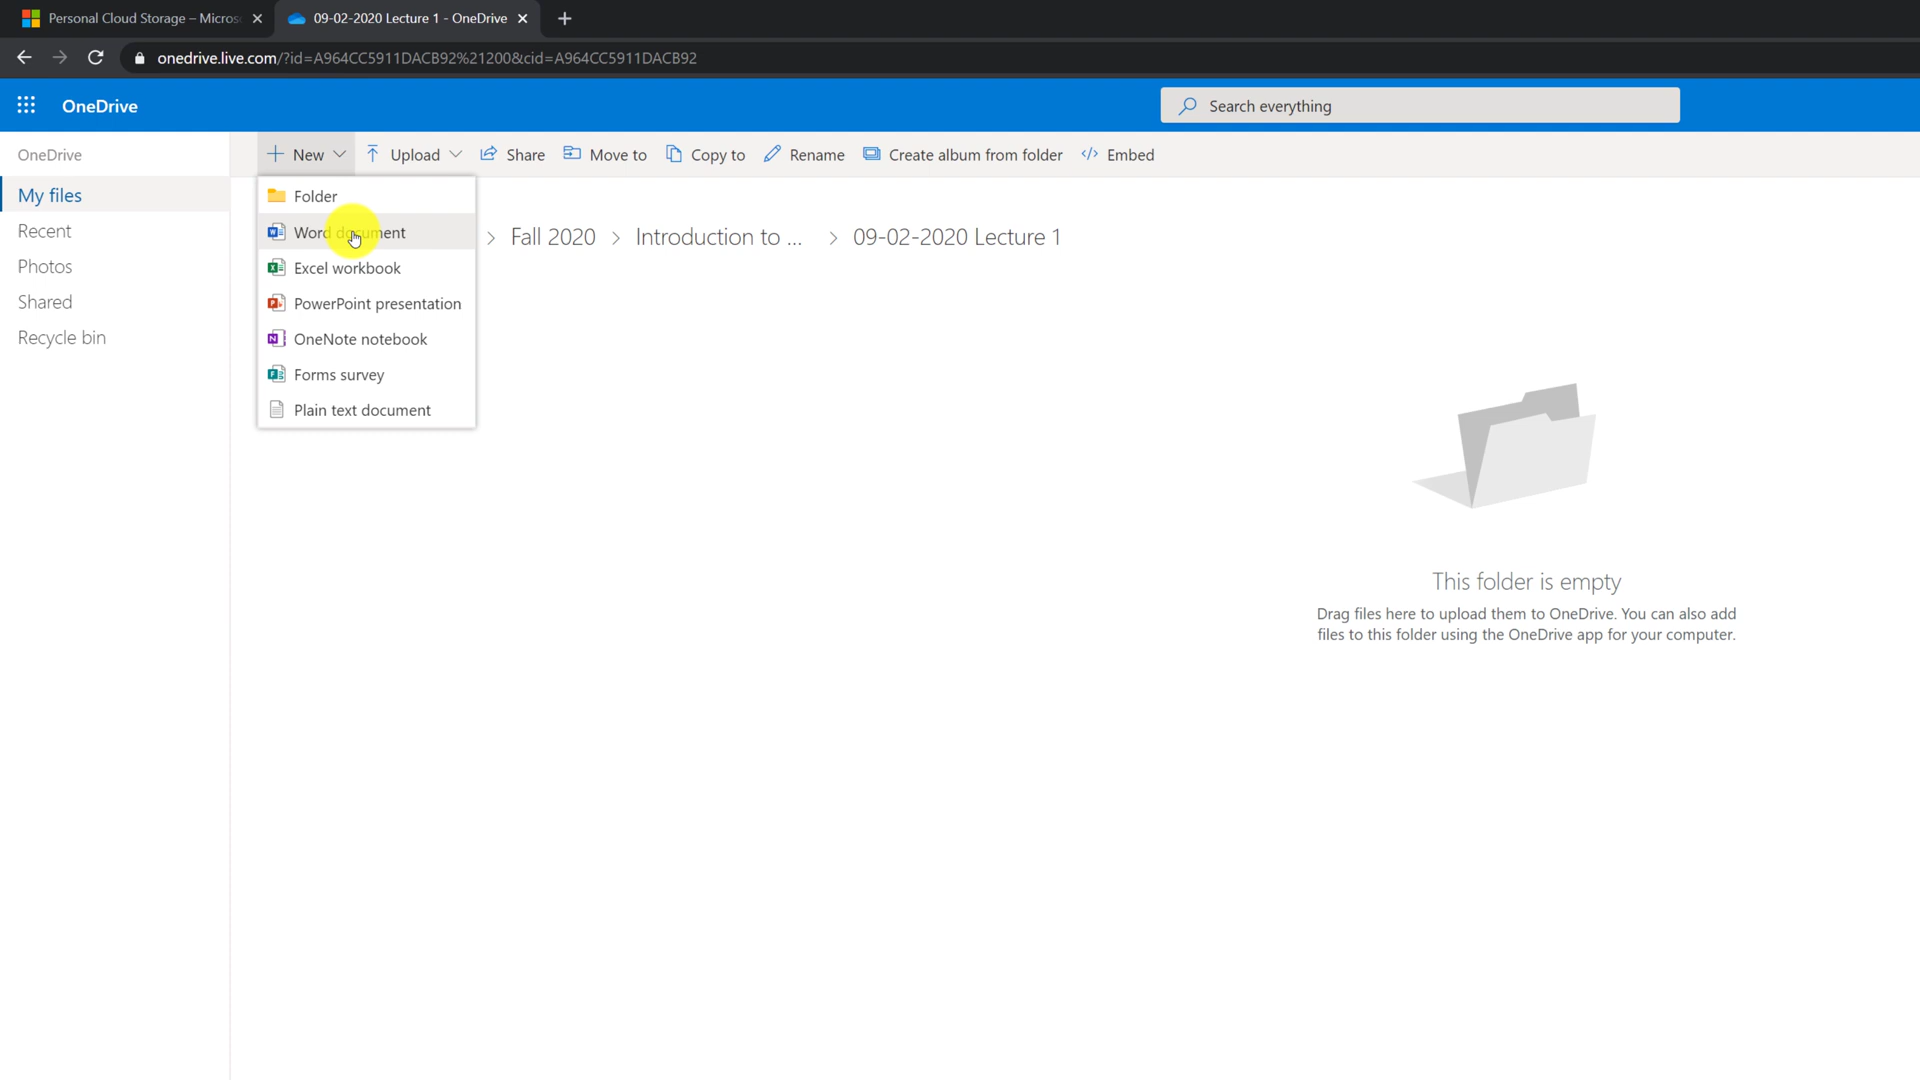 Personal Cloud Storage – Micros
09-02-2020 Lecture 1 - OneDrive
onedrive.live.com/?id=A964CC5911DACB92%21200&cid=A964CC5911DACB92
OneDrive
Search everything
OneDrive
New
Upload
Share
Move to
Copy to
Rename
Create album from folder
Embed
My files
Recent
Photos
Shared
Recycle bin
Folder
Word document
Excel workbook
PowerPoint presentation
OneNote notebook
Forms survey
Plain text document
> Fall 2020 > Introduction to ... > 09-02-2020 Lecture 1
This folder is empty
Drag files here to upload them to OneDrive. You can also add
files to this folder using the OneDrive app for your computer.